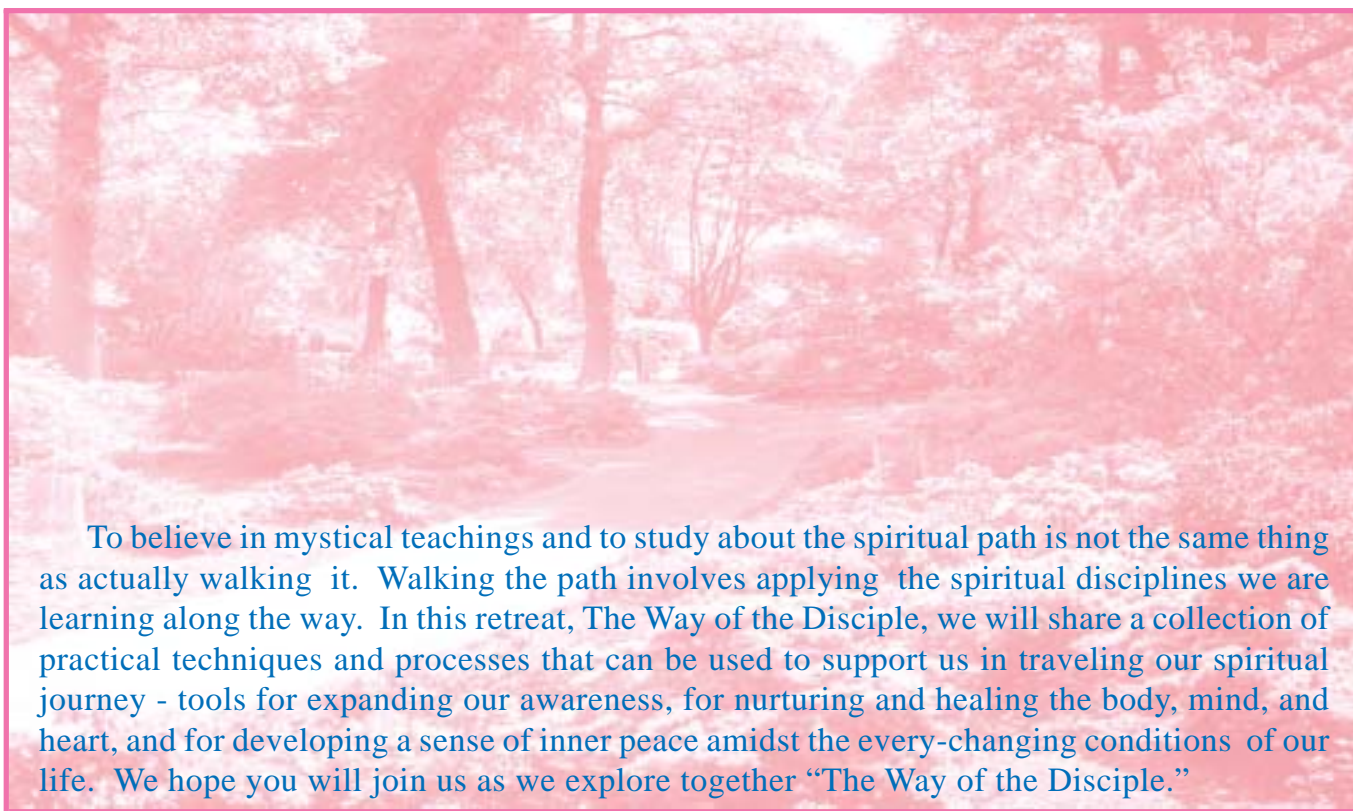 To believe in mystical teachings and to study about the spiritual path is not the same thing
as actually walking it. Walking the path involves applying the spiritual disciplines we are
learning along the way. In this retreat, The Way of the Disciple, we will share a collection of
practical techniques and processes that can be used to support us in traveling our spiritual
journey - tools for expanding our awareness, for nurturing and healing the body, mind, and
heart, and for developing a sense of inner peace amidst the every-changing conditions of our
life. We hope you will join us as we explore together “The Way of the Disciple.”